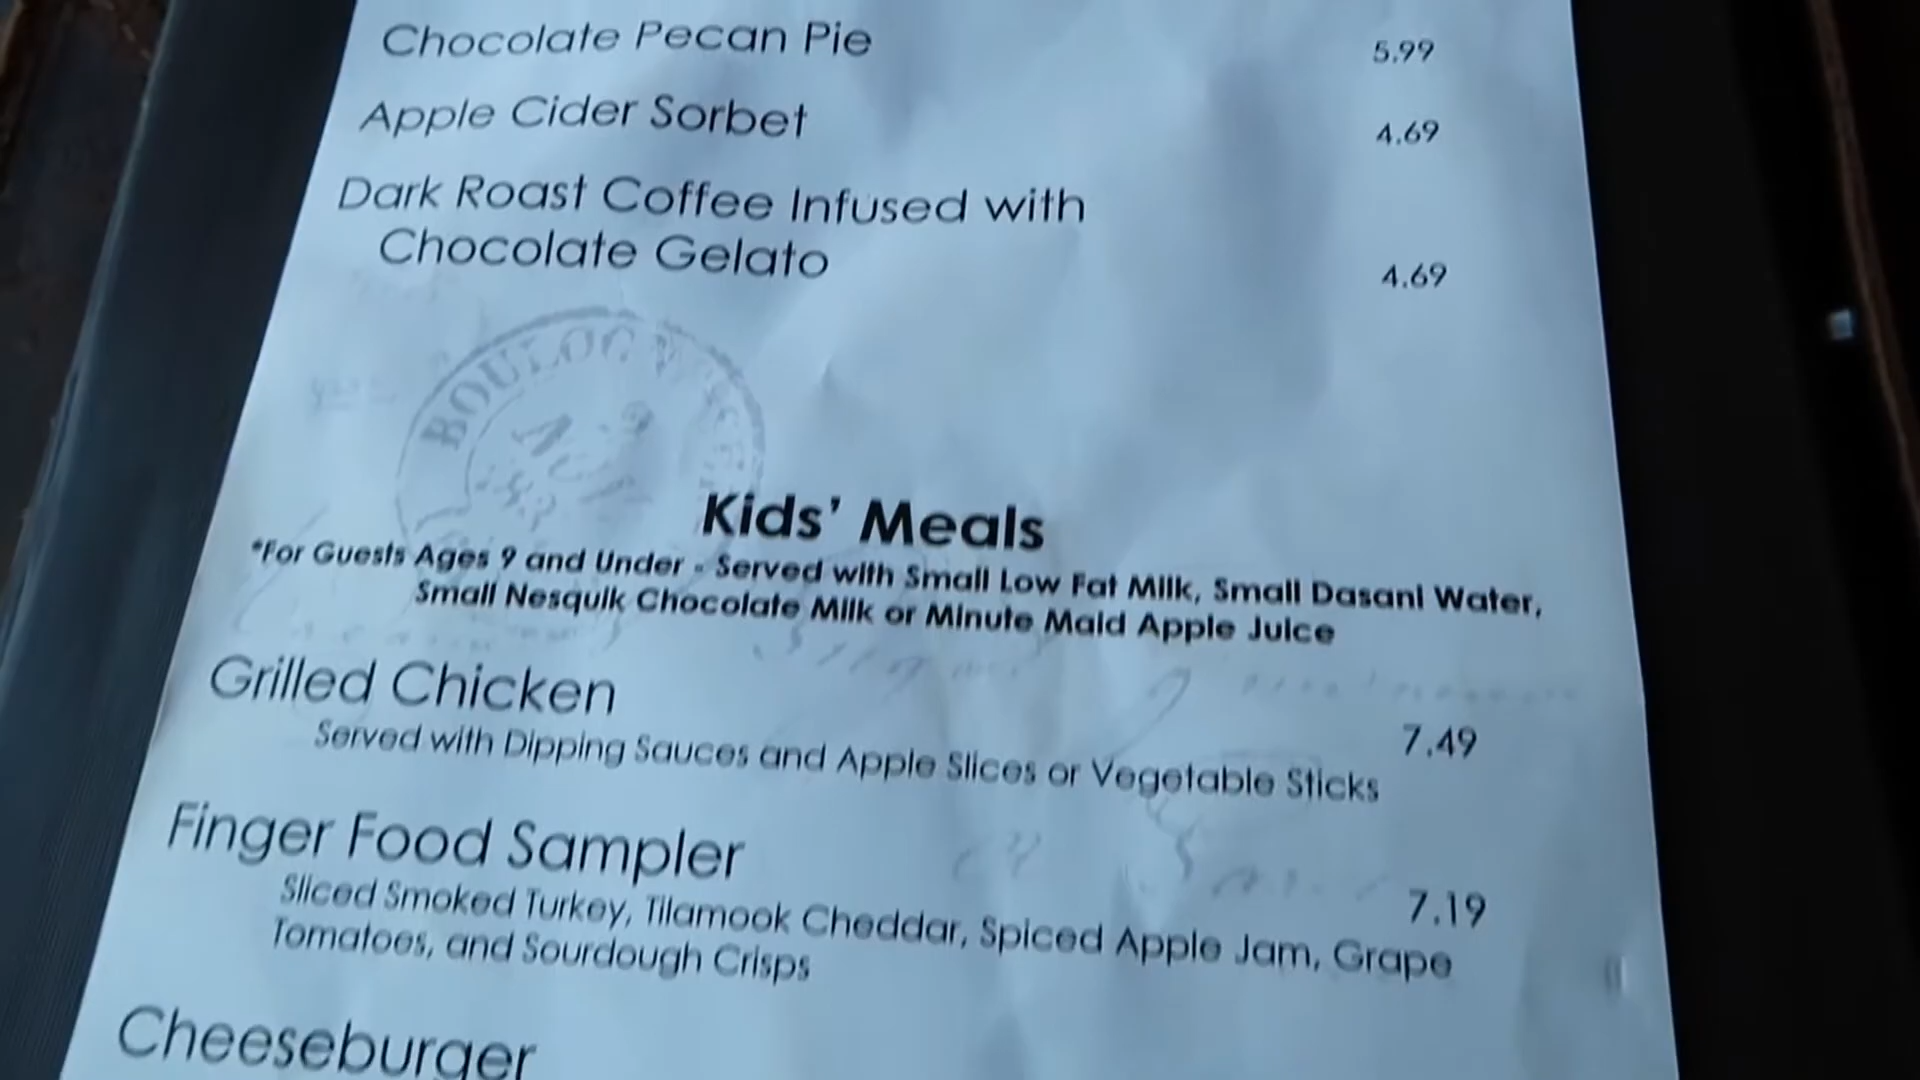 Chocolate Pecan Pie 5.99
Apple Cider Sorbet 4.69
Dark Roast Coffee Infused with
Chocolate Gelato 4.69
Kids' Meals
*For Guests Ages 9 and Under - Served with Small Low Fat Milk, Small Dasani Water,
Small Nesquik Chocolate Milk or Minute Maid Apple Juice
Grilled Chicken 7.49
Served with Dipping Sauces and Apple Slices or Vegetable Sticks
Finger Food Sampler 7.19
Sliced Smoked Turkey, Tilamook Cheddar, Spiced Apple Jam, Grape
Tomatoes, and Sourdough Crisps
Cheeseburger